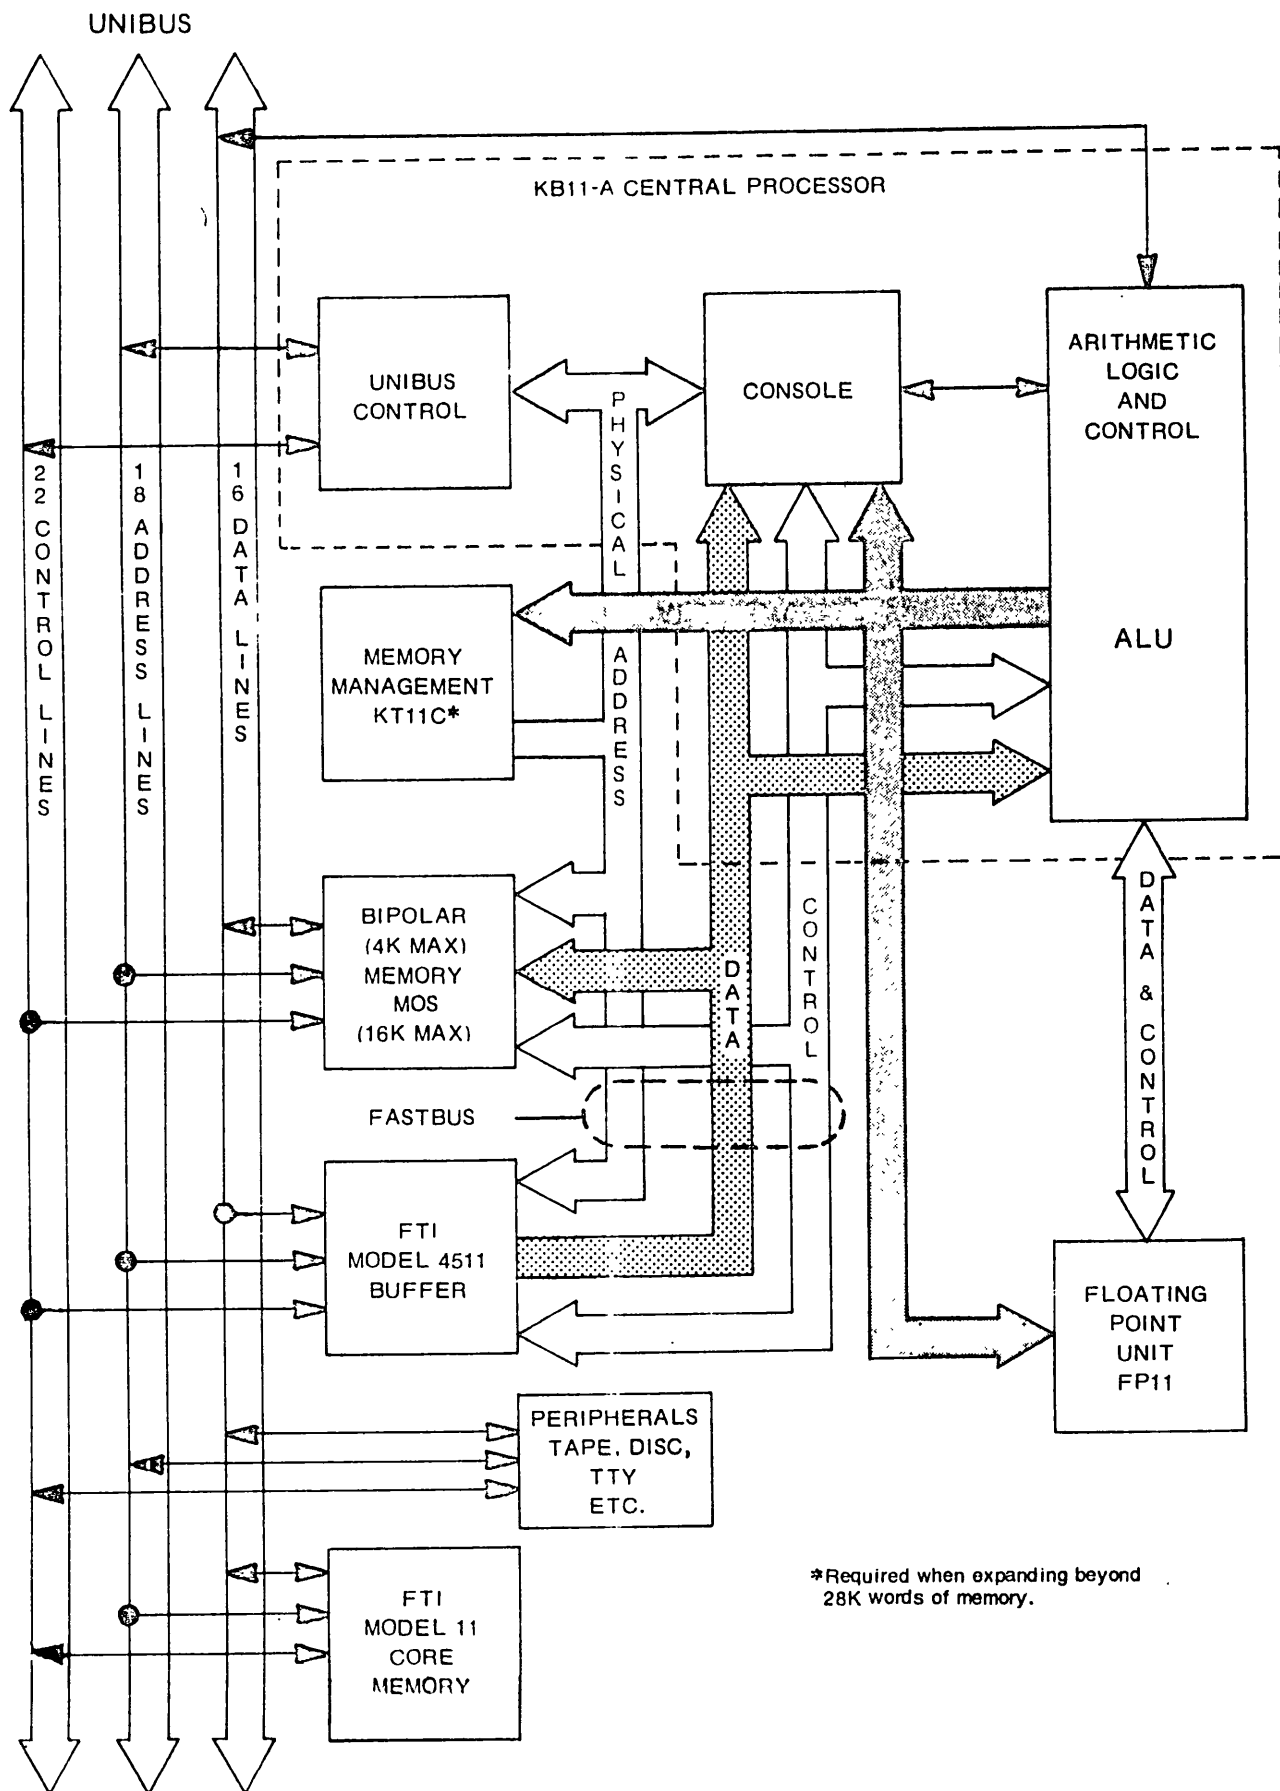 UNIBUS
KB11-A CENTRAL PROCESSOR
UNIBUS
CONTROL
CONSOLE
ARITHMETIC
LOGIC
AND
CONTROL
ALU
22 CONTROL LINES
18 ADDRESS LINES
16 DATA LINES
PHYSICAL ADDRESS
MEMORY
MANAGEMENT
KT11C*
BIPOLAR
(4K MAX)
MEMORY
MOS
(16K MAX)
DATA
CONTROL
DATA & CONTROL
FASTBUS
FTI
MODEL 4511
BUFFER
FLOATING
POINT
UNIT
FP11
PERIPHERALS
TAPE. DISC,
TTY
ETC.
FTI
MODEL 11
CORE
MEMORY
*Required when expanding beyond
28K words of memory.